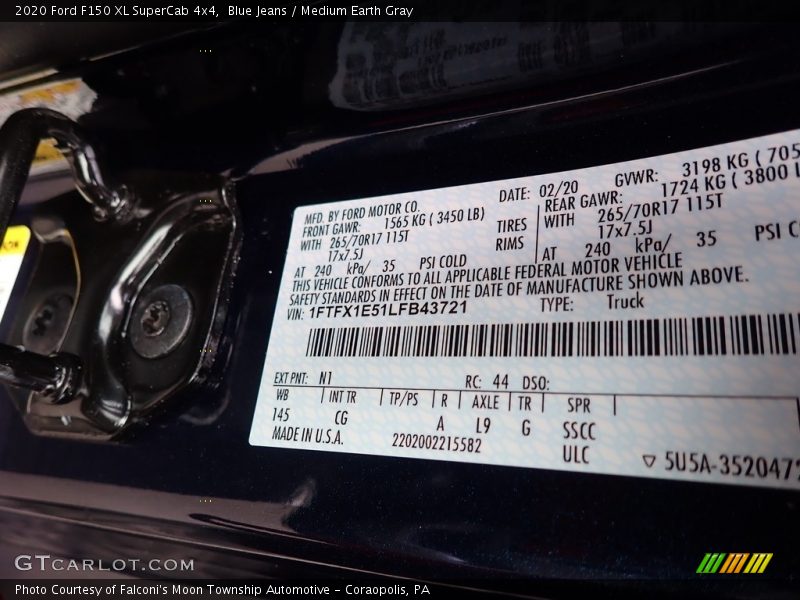 2020 Ford F150 XL SuperCab 4x4, Blue Jeans / Medium Earth Gray
MFD. BY FORD MOTOR CO.
DATE: 02/20
GVWR: 3198 KG ( 705
FRONT GAWR: 1565 KG ( 3450 LB)
REAR GAWR: 1724 KG ( 3800 L
WITH 265/70R17 115T TIRES
WITH 265/70R17 115T
17x7.5J RIMS
17x7.5J
AT 240 kPa/ 35 PSI COLD
AT 240 kPa/ 35 PSI C
THIS VEHICLE CONFORMS TO ALL APPLICABLE FEDERAL MOTOR VEHICLE
SAFETY STANDARDS IN EFFECT ON THE DATE OF MANUFACTURE SHOWN ABOVE.
VIN: 1FTFX1E51LFB43721
TYPE: Truck
EXT PNT: N1 RC: 44 DSO:
WB INT TR TP/PS R AXLE TR SPR
145 CG A L9 G SSCC
MADE IN U.S.A. 2202002215582 ULC
▽ 5U5A-3520472
GTCARLOT.COM
Photo Courtesy of Falconi's Moon Township Automotive - Coraopolis, PA